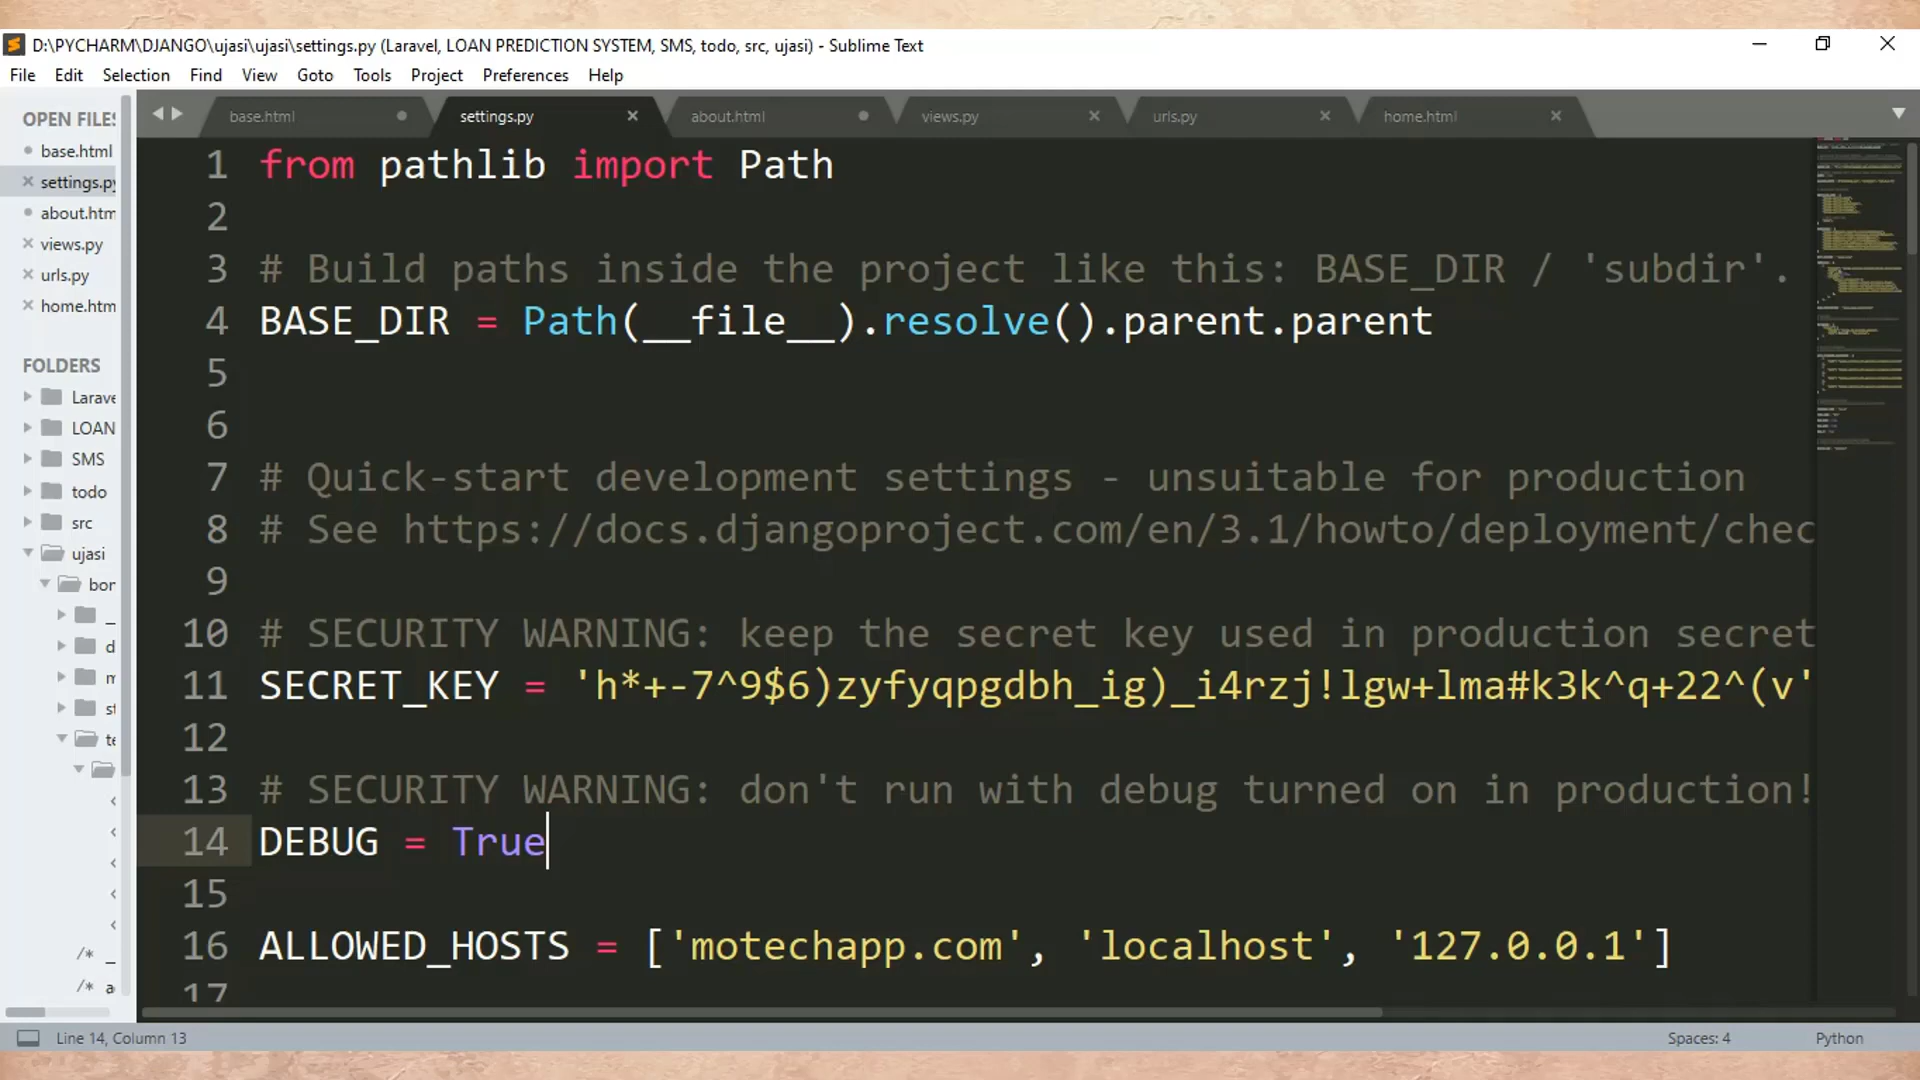 D:\PYCHARM\DJANGO\ujasi\ujasi\settings.py (Laravel, LOAN PREDICTION SYSTEM, SMS, todo, src, ujasi) - Sublime Text
File Edit Selection Find View Goto Tools Project Preferences Help
OPEN FILES
base.html
settings.py
about.htm
views.py
urls.py
home.htm
FOLDERS
Larave
LOAN
SMS
todo
src
ujasi
bor
_
d
m
st
te
/* _
/* a
base.html settings.py about.html views.py urls.py home.html
1 from pathlib import Path
2
3 # Build paths inside the project like this: BASE_DIR / 'subdir'.
4 BASE_DIR = Path(__file__).resolve().parent.parent
5
6
7 # Quick-start development settings - unsuitable for production
8 # See https://docs.djangoproject.com/en/3.1/howto/deployment/chec
9
10 # SECURITY WARNING: keep the secret key used in production secret
11 SECRET_KEY = 'h*+-7^9$6)zyfyqpgdbh_ig)_i4rzj!lgw+lma#k3k^q+22^(v'
12
13 # SECURITY WARNING: don't run with debug turned on in production!
14 DEBUG = True
15
16 ALLOWED_HOSTS = ['motechapp.com', 'localhost', '127.0.0.1']
17
Line 14, Column 13 Spaces: 4 Python